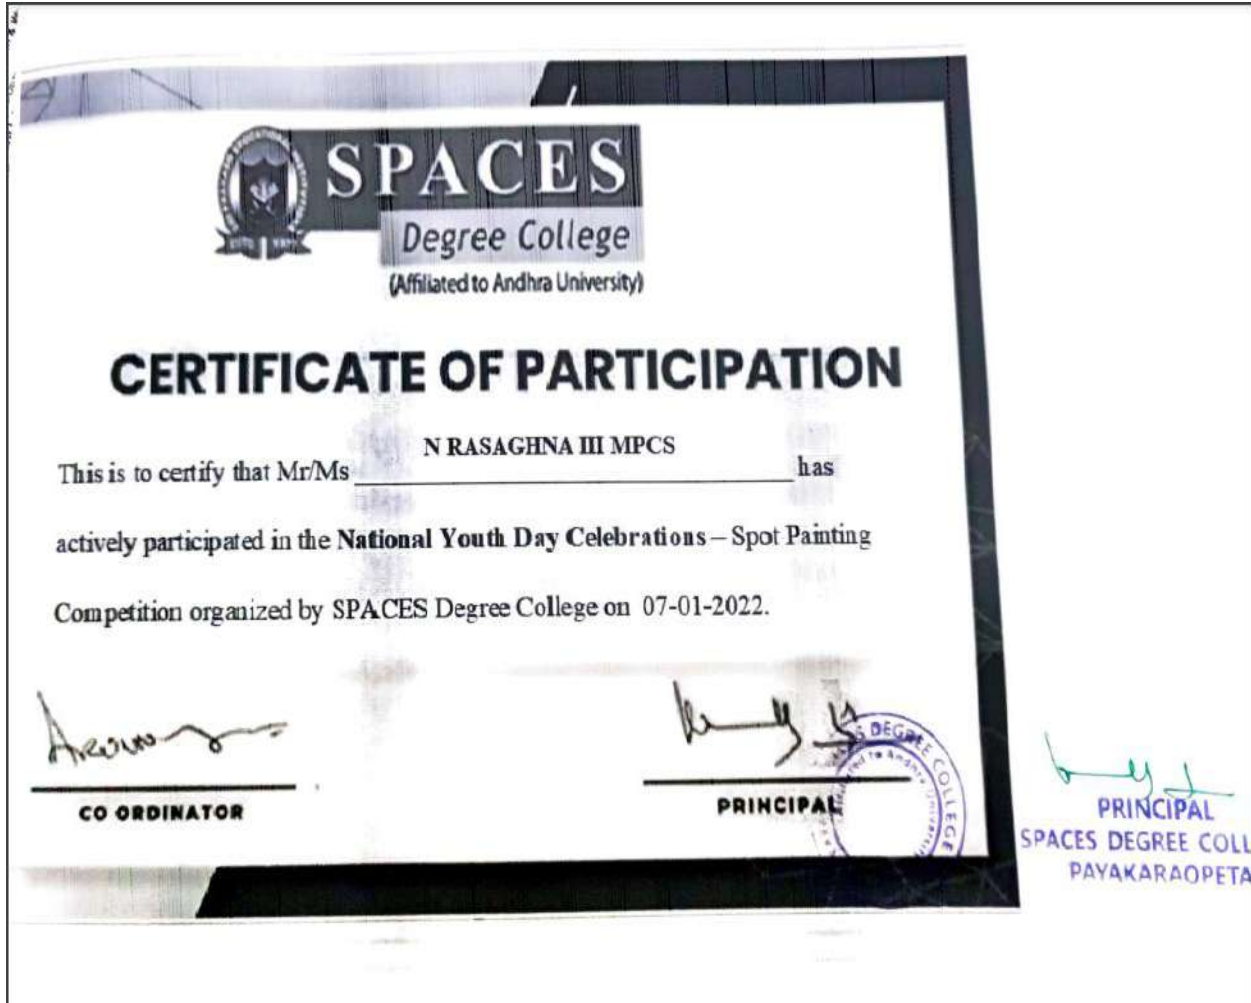 SPACES
Degree College
(Affiliated to Andhra University)
CERTIFICATE OF PARTICIPATION
N RASAGHNA III MPCS
This is to certify that Mr/Ms has
actively participated in the National Youth Day Celebrations – Spot Painting
Competition organized by SPACES Degree College on 07-01-2022.
CO ORDINATOR
PRINCIPAL
DEGREE COLLEGE
PRINCIPAL
SPACES DEGREE COLL
PAYAKARAOPETA